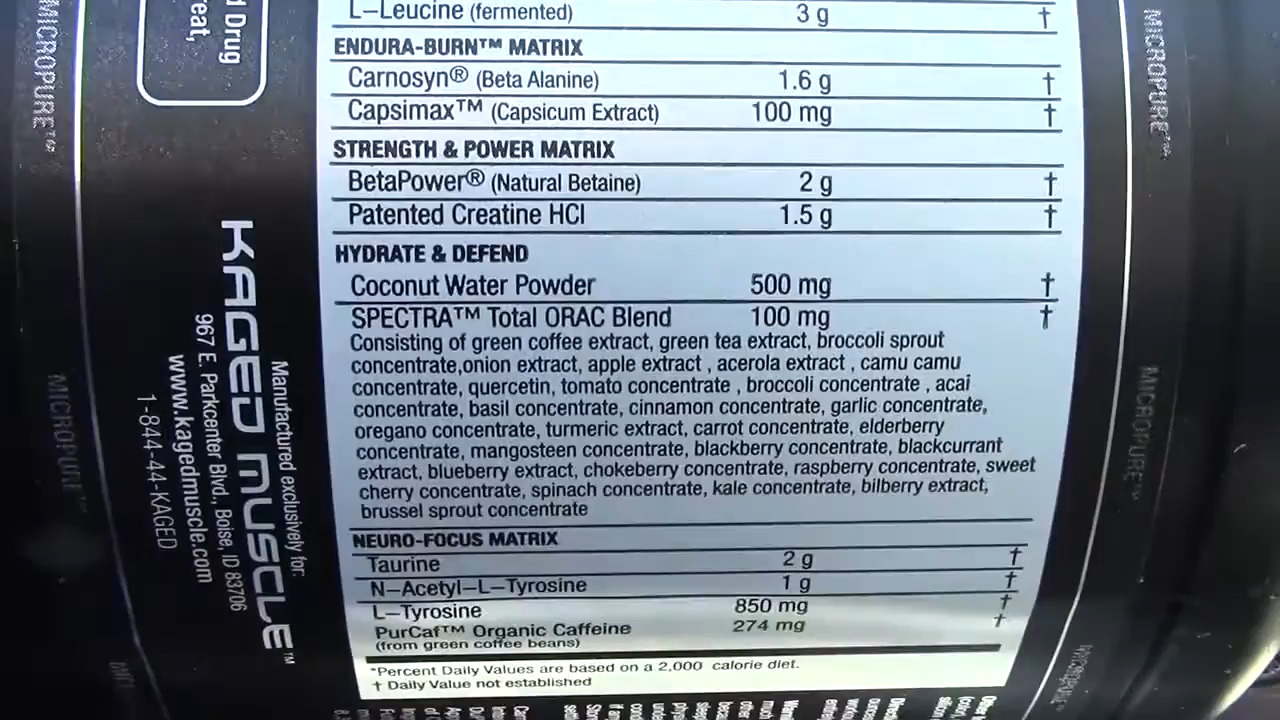 L-Leucine (fermented) 3 g †
ENDURA-BURN™ MATRIX
Carnosyn® (Beta Alanine) 1.6 g †
Capsimax™ (Capsicum Extract) 100 mg †
STRENGTH & POWER MATRIX
BetaPower® (Natural Betaine) 2 g †
Patented Creatine HCl 1.5 g †
HYDRATE & DEFEND
Coconut Water Powder 500 mg †
SPECTRA™ Total ORAC Blend 100 mg †
Consisting of green coffee extract, green tea extract, broccoli sprout
concentrate,onion extract, apple extract , acerola extract , camu camu
concentrate, quercetin, tomato concentrate , broccoli concentrate , acai
concentrate, basil concentrate, cinnamon concentrate, garlic concentrate,
oregano concentrate, turmeric extract, carrot concentrate, elderberry
concentrate, mangosteen concentrate, blackberry concentrate, blackcurrant
extract, blueberry extract, chokeberry concentrate, raspberry concentrate, sweet
cherry concentrate, spinach concentrate, kale concentrate, bilberry extract,
brussel sprout concentrate
NEURO-FOCUS MATRIX
Taurine 2 g †
N-Acetyl-L-Tyrosine 1 g †
L-Tyrosine 850 mg †
PurCaf™ Organic Caffeine 274 mg †
(from green coffee beans)
*Percent Daily Values are based on a 2,000 calorie diet.
† Daily Value not established
Manufactured exclusively for:
KAGED MUSCLE™
967 E. Parkcenter Blvd., Boise, ID 83706
www.kagedmuscle.com
1-844-44-KAGED
Drug
MICROPURE™
MICROPURE™
MICROPURE™
MICROPURE™